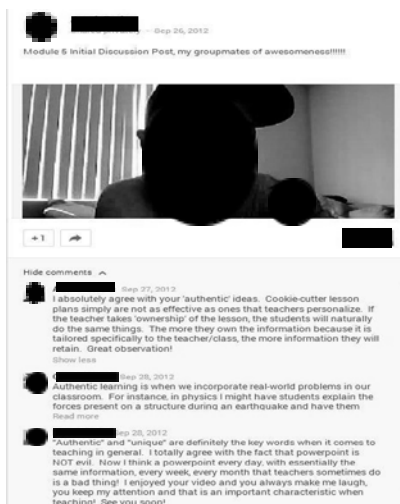 Sep 26, 2012
Module 5 Initial Discussion Post, my groupmates of awesomeness!!!!!!
+1
Hide comments
Sep 27, 2012
I absolutely agree with your 'authentic' ideas. Cookie-cutter lesson
plans simply are not as effective as ones that teachers personalize. If
the teacher takes 'ownership' of the lesson, the students will naturally
do the same things. The more they own the information because it is
tailored specifically to the teacher/class, the more information they will
retain. Great observation!
Show less
Sep 28, 2012
Authentic learning is when we incorporate real-world problems in our
classroom. For instance, in physics I might have students explain the
forces present on a structure during an earthquake and have them
Read more
2012
"Authentic" and "unique" are definitely the key words when it comes to
teaching in general. I totally agree with the fact that powerpoint is
NOT evil. Now I think a powerpoint every day, with essentially the
same information, every week, every month that teachers sometimes do
is a bad thing! I enjoyed your video and you always make me laugh,
you keep my attention and that is an important characteristic when
teaching! See you soon!